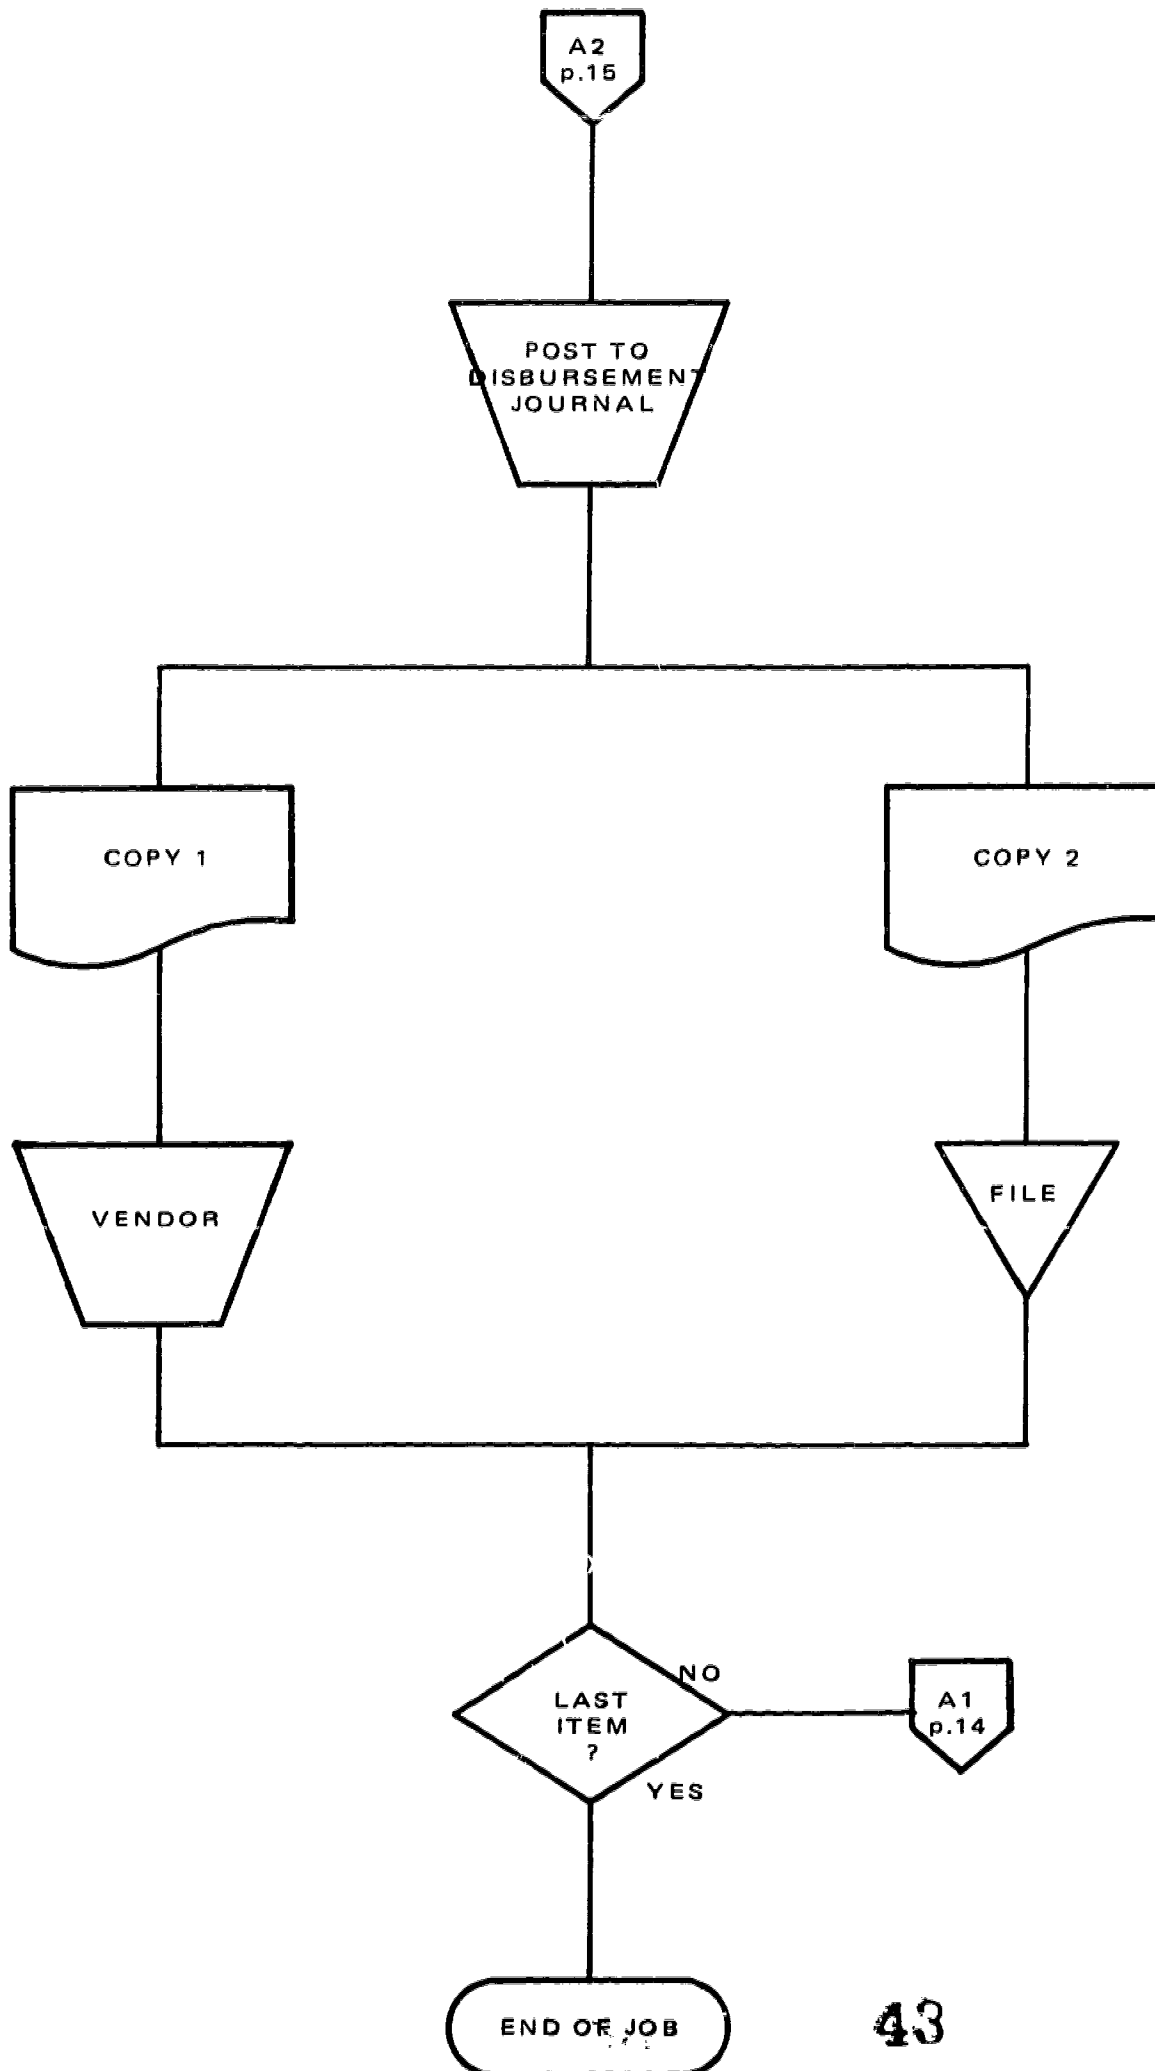 A2
p.15
POST TO
DISBURSEMENT
JOURNAL
COPY 1
COPY 2
VENDOR
FILE
NO
LAST
ITEM
?
A1
p.14
YES
END OF JOB
43